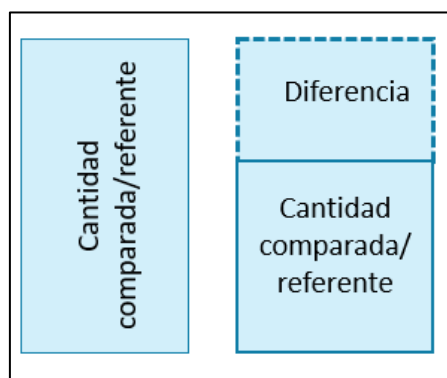 Cantidad
comparada/referente
Diferencia
Cantidad
comparada/
referente